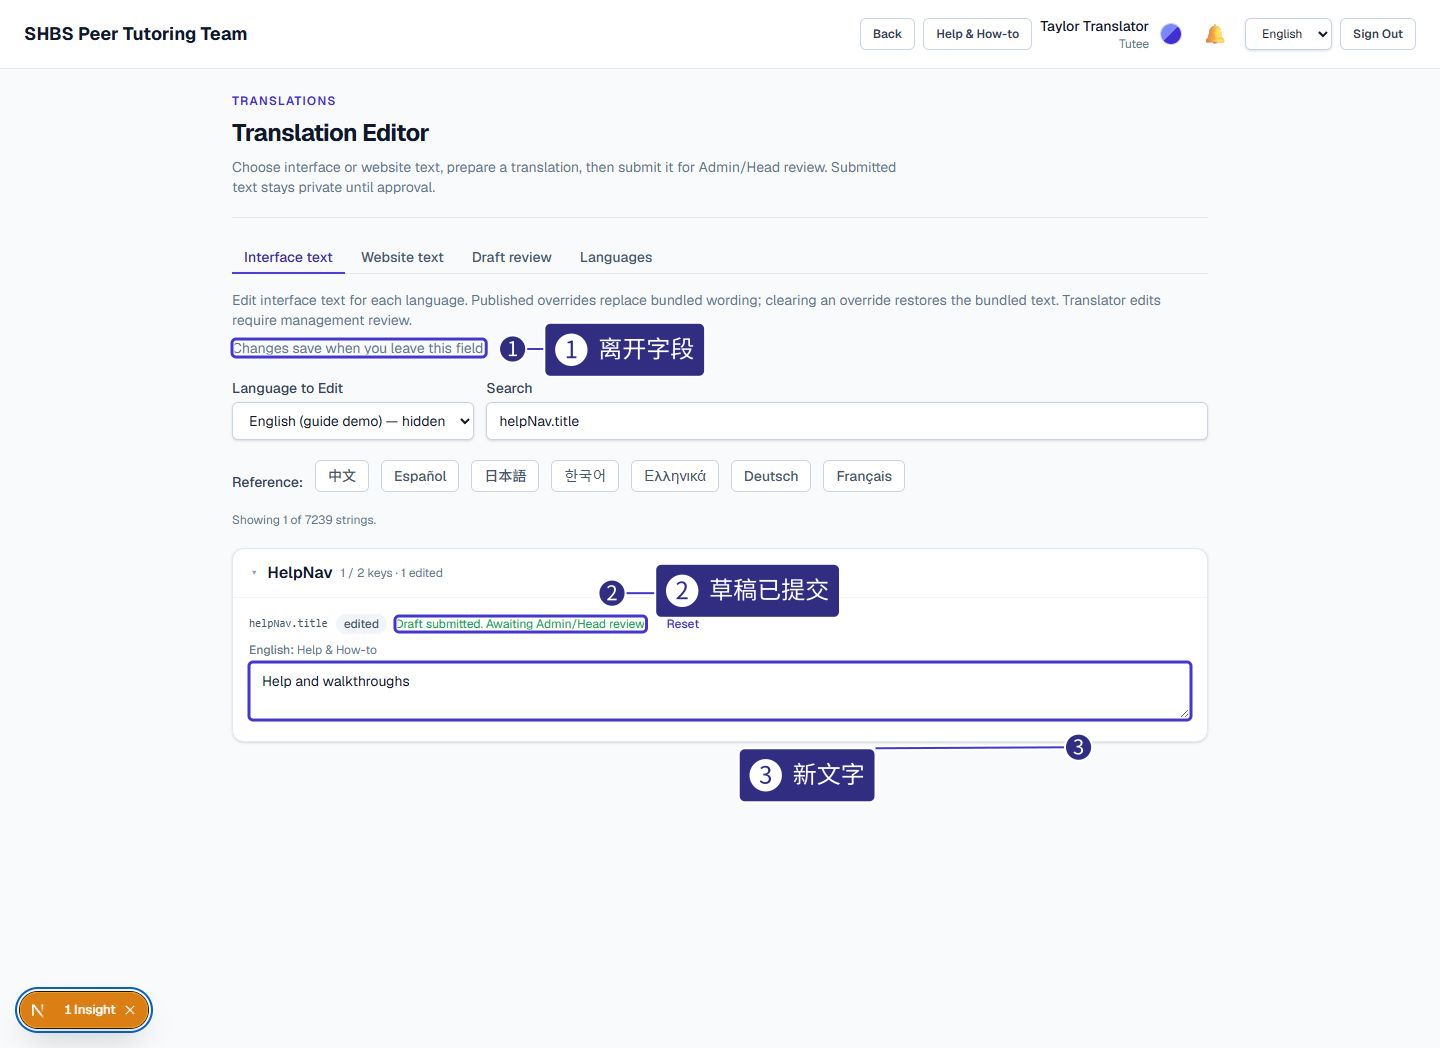 SHBS Peer Tutoring Team
Back
Help & How-to
Taylor Translator
Tutee
English
Sign Out
TRANSLATIONS
Translation Editor
Choose interface or website text, prepare a translation, then submit it for Admin/Head review. Submitted
text stays private until approval.
Interface text
Website text
Draft review
Languages
Edit interface text for each language. Published overrides replace bundled wording; clearing an override restores the bundled text. Translator edits
require management review.
Changes save when you leave this field
1
1 离开字段
Language to Edit
Search
English (guide demo) — hidden
helpNav.title
Reference:
中文
Español
日本語
한국어
Ελληνικά
Deutsch
Français
Showing 1 of 7239 strings.
HelpNav
1 / 2 keys · 1 edited
2
2 草稿已提交
helpNav.title
edited
Draft submitted. Awaiting Admin/Head review
Reset
English: Help & How-to
Help and walkthroughs
3
3 新文字
N
1 Insight